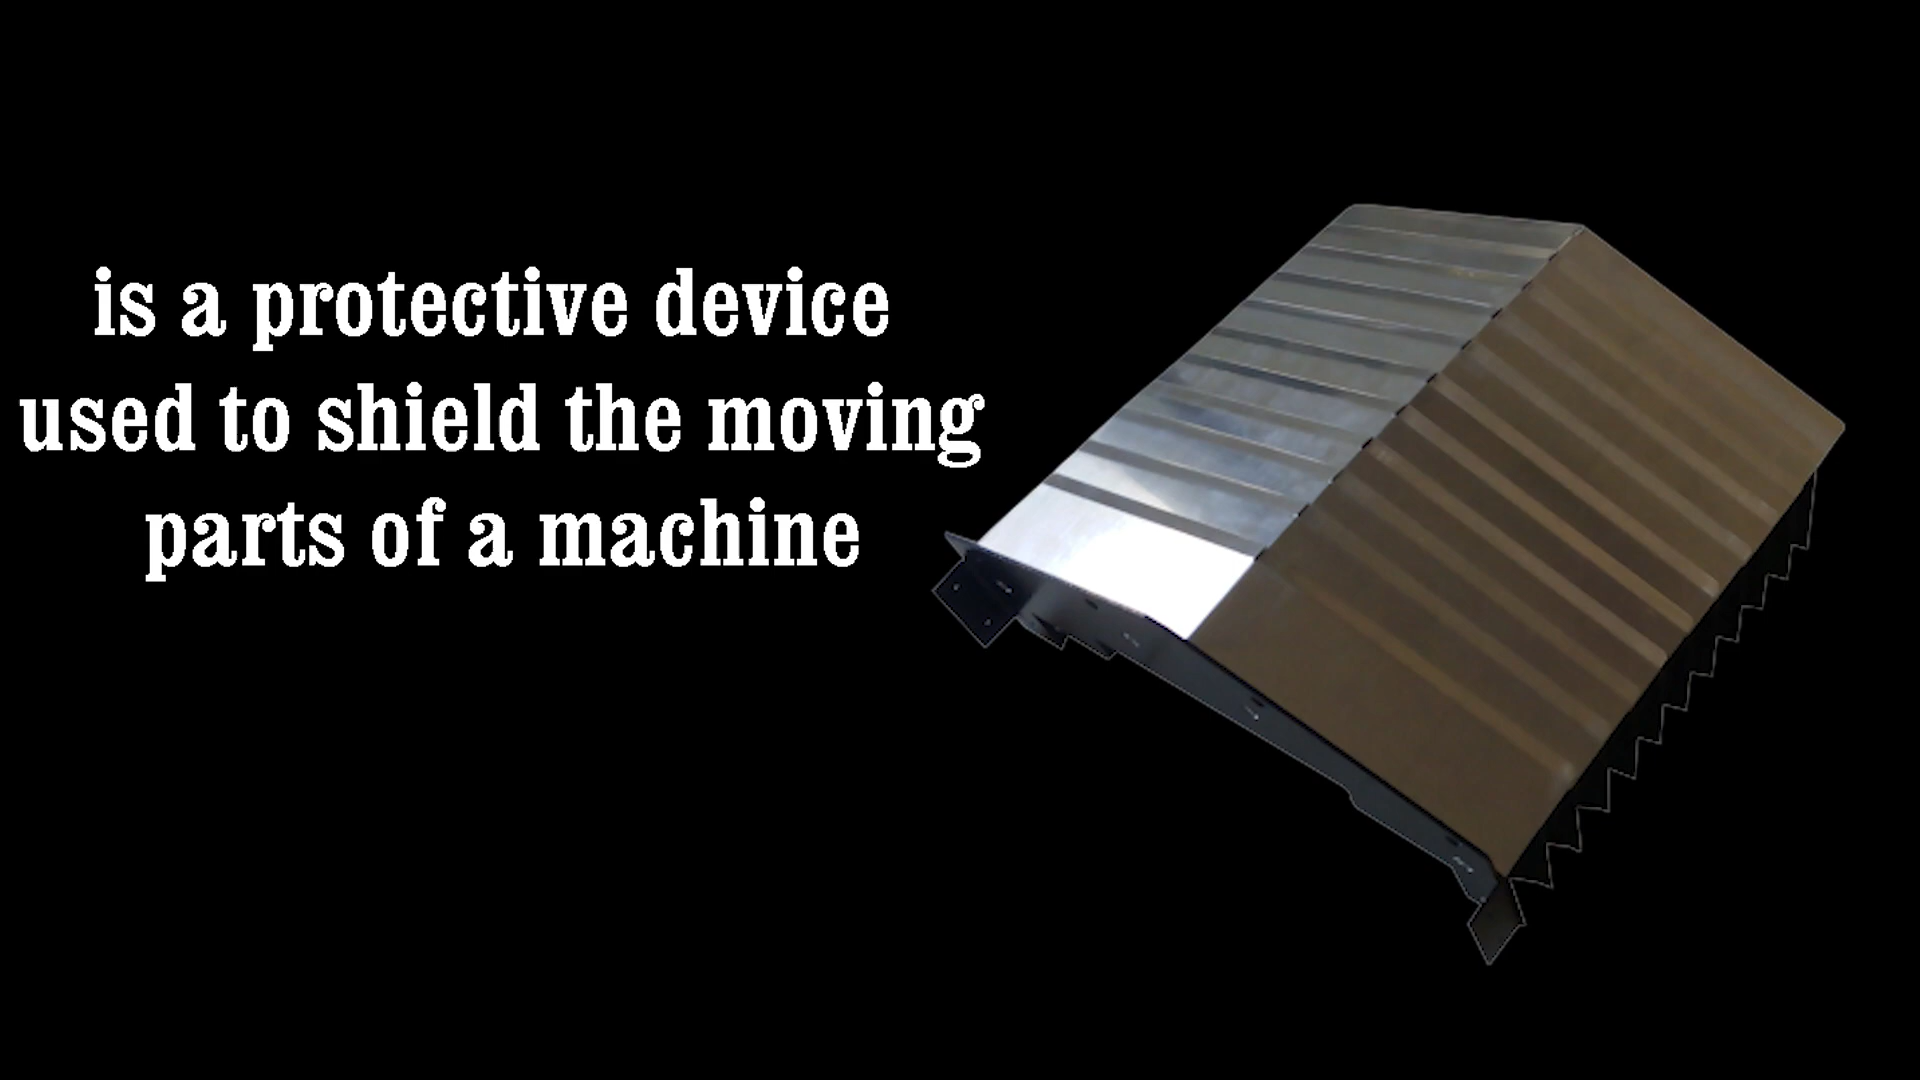 is a protective device
used to shield the moving
parts of a machine